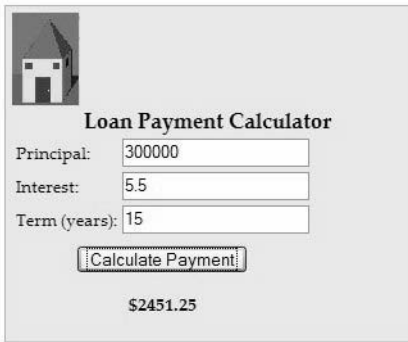 Loan Payment Calculator
Principal: 300000
Interest: 5.5
Term (years): 15
Calculate Payment
$2451.25